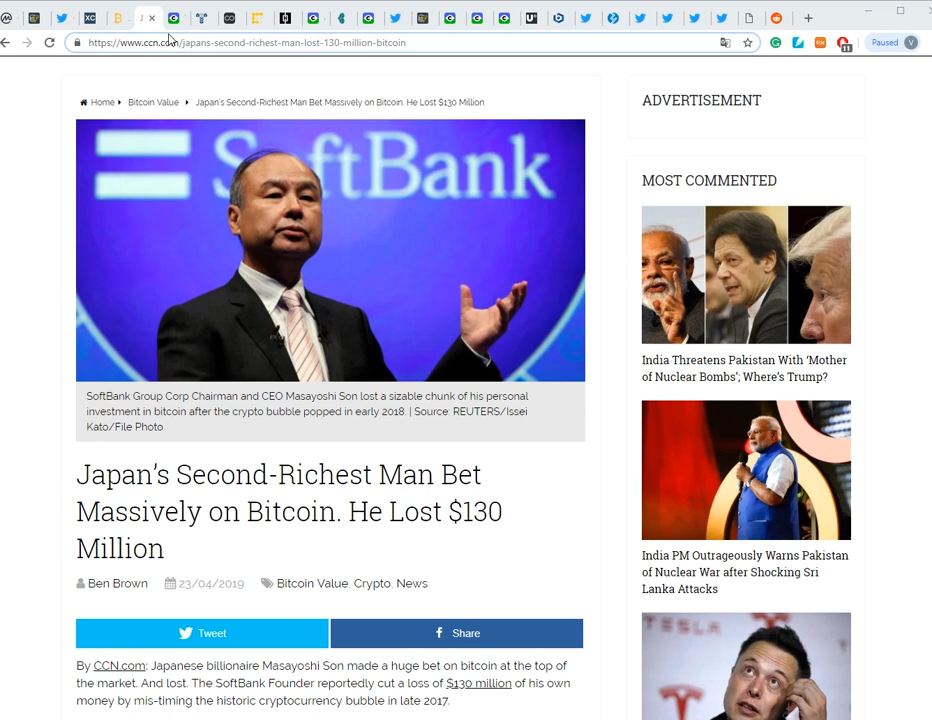 https://www.ccn.com/japans-second-richest-man-lost-130-million-bitcoin
11
Paused
V
Home
Bitcoin Value
Japan's Second-Richest Man Bet Massively on Bitcoin. He Lost $130 Million
SoftBank
SoftBank Group Corp Chairman and CEO Masayoshi Son lost a sizable chunk of his personal
investment in bitcoin after the crypto bubble popped in early 2018. | Source: REUTERS/Issei
Kato/File Photo
Japan's Second-Richest Man Bet
Massively on Bitcoin. He Lost $130
Million
Ben Brown 23/04/2019 Bitcoin Value, Crypto, News
Tweet
Share
By CCN.com: Japanese billionaire Masayoshi Son made a huge bet on bitcoin at the top of
the market. And lost. The SoftBank Founder reportedly cut a loss of $130 million of his own
money by mis-timing the historic cryptocurrency bubble in late 2017.
ADVERTISEMENT
MOST COMMENTED
India Threatens Pakistan With 'Mother
of Nuclear Bombs'; Where's Trump?
India PM Outrageously Warns Pakistan
of Nuclear War after Shocking Sri
Lanka Attacks
TESLA